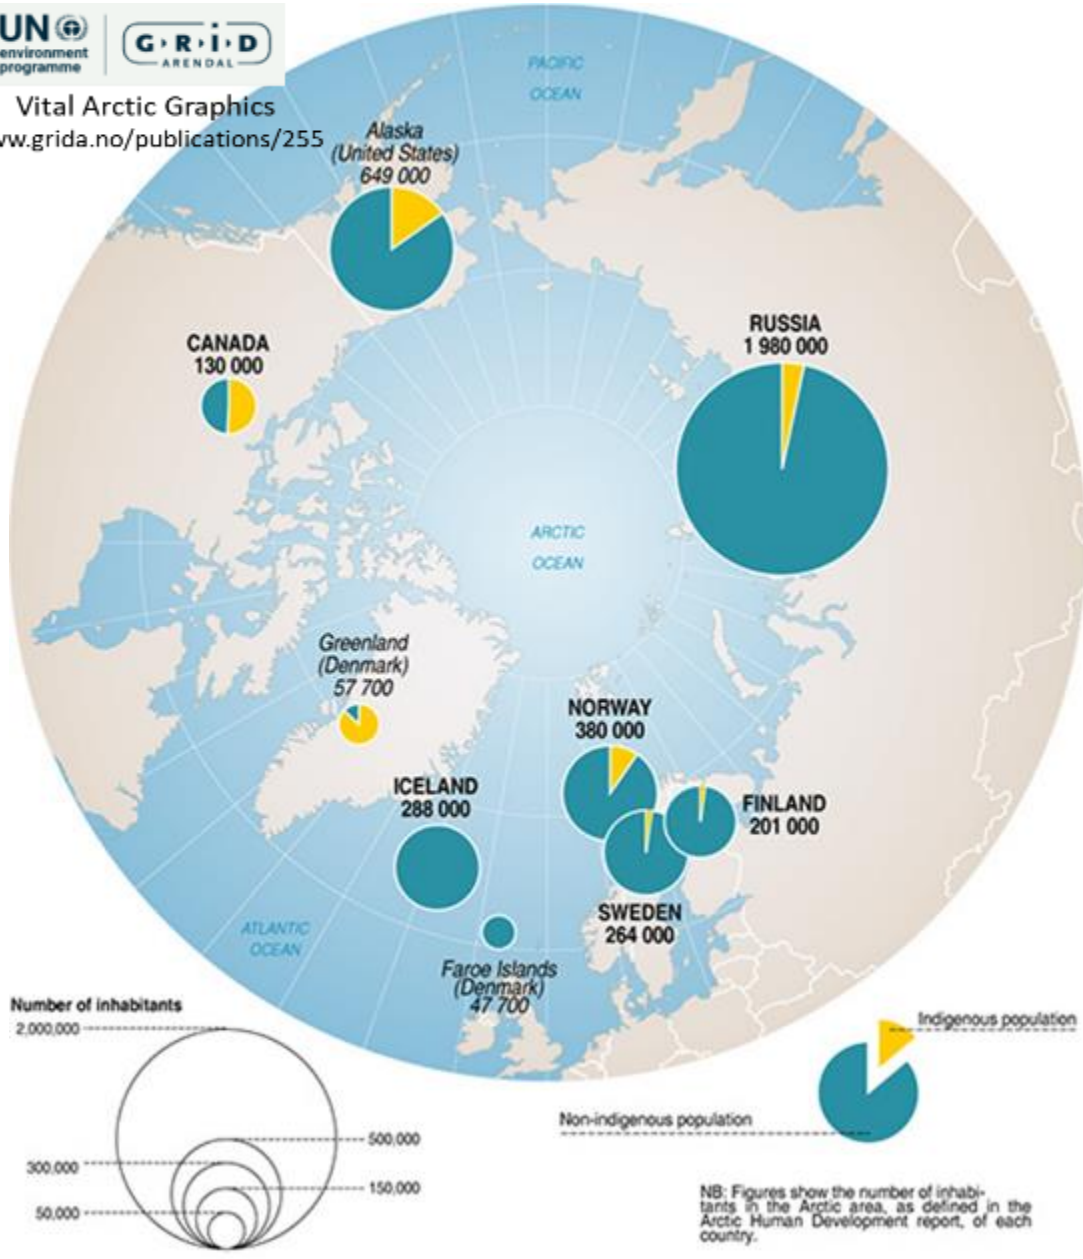 UN
environment
programme
G·R·I·D
ARENDAL
Vital Arctic Graphics
ww.grida.no/publications/255
PACIFIC
OCEAN
Alaska
(United States)
649 000
RUSSIA
1 980 000
CANADA
130 000
ARCTIC
OCEAN
Greenland
(Denmark)
57 700
NORWAY
380 000
ICELAND
288 000
FINLAND
201 000
SWEDEN
264 000
ATLANTIC
OCEAN
Faroe Islands
(Denmark)
47 700
Number of inhabitants
2,000,000
500,000
300,000
150,000
50,000
Indigenous population
Non-indigenous population
NB: Figures show the number of inhabi-
tants in the Arctic area, as defined in the
Arctic Human Development report, of each
country.